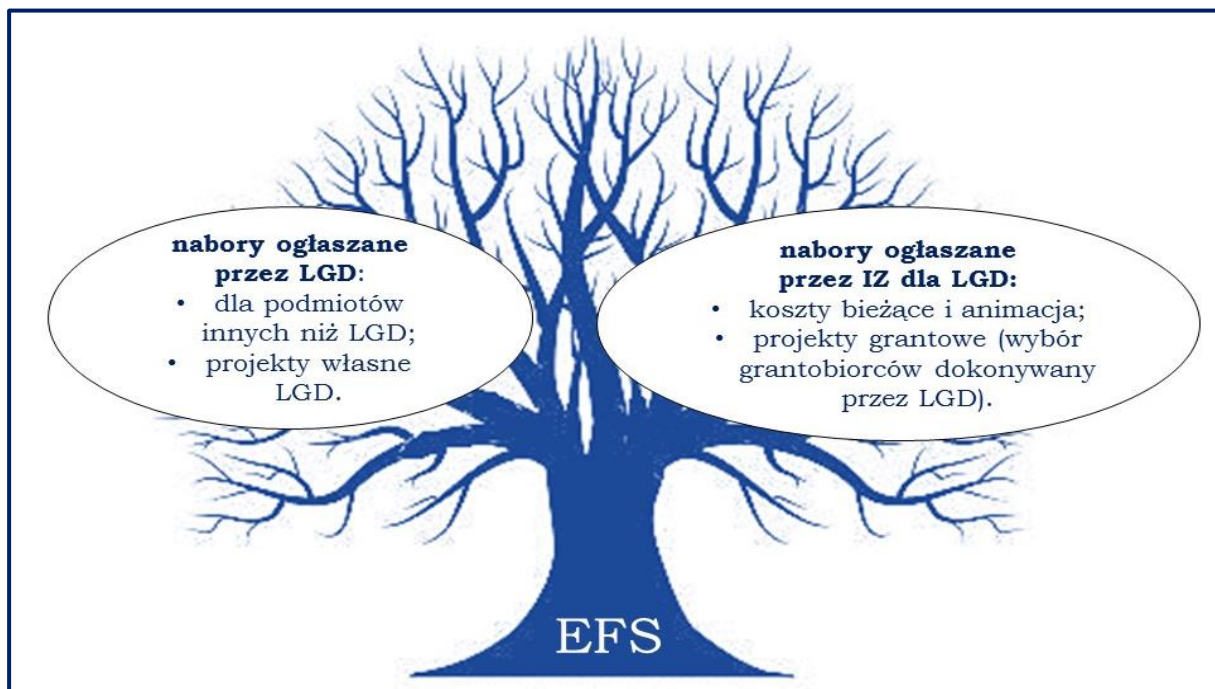 nabory ogłaszane
przez LGD:
• dla podmiotów
innych niż LGD;
• projekty własne
LGD.
nabory ogłaszane
przez IZ dla LGD:
• koszty bieżące i animacja;
• projekty grantowe (wybór
grantobiorców dokonywany
przez LGD).
EFS